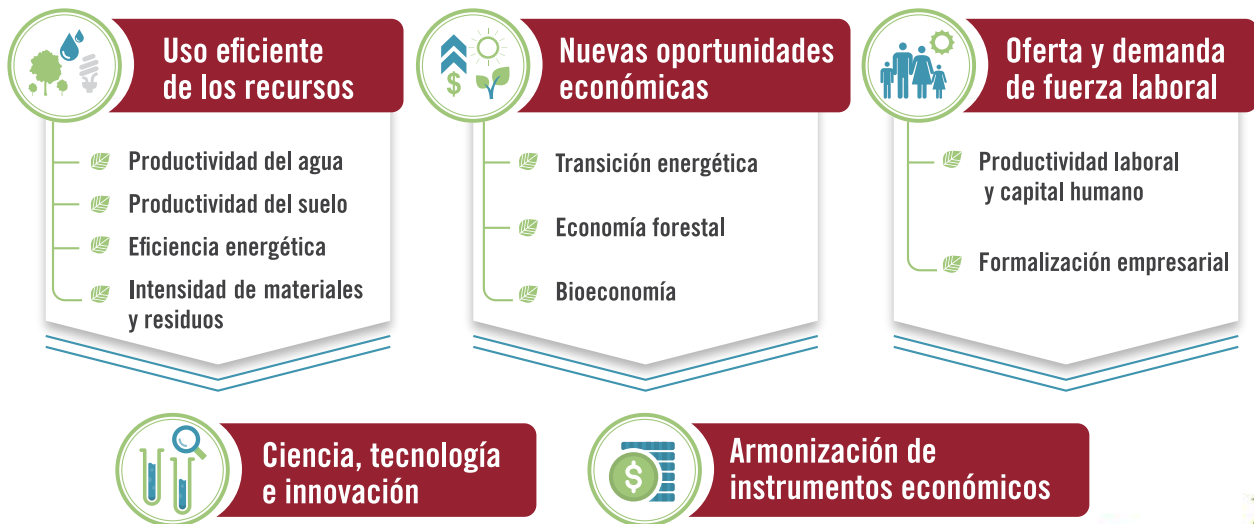 Uso eficiente
de los recursos
Productividad del agua
Productividad del suelo
Eficiencia energética
Intensidad de materiales
y residuos
Nuevas oportunidades
económicas
Transición energética
Economía forestal
Bioeconomía
Oferta y demanda
de fuerza laboral
Productividad laboral
y capital humano
Formalización empresarial
Ciencia, tecnología
e innovación
Armonización de
instrumentos económicos